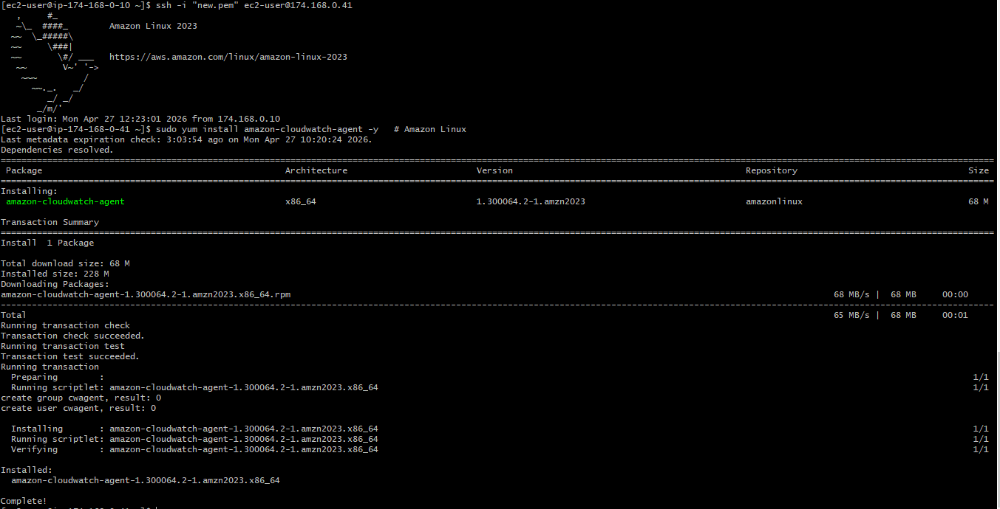 [ec2-user@ip-174-168-0-10 ~]$ ssh -i "new.pem" ec2-user@174.168.0.41
   ,     #_
   ~\_  ####_        Amazon Linux 2023
  ~~  \_#####\
  ~~     \###|
  ~~       \#/ ___   https://aws.amazon.com/linux/amazon-linux-2023
   ~~       V~' '->
    ~~~         /
      ~~._.   _/
         _/ _/
       _/m/'
Last login: Mon Apr 27 12:23:01 2026 from 174.168.0.10
[ec2-user@ip-174-168-0-41 ~]$ sudo yum install amazon-cloudwatch-agent -y   # Amazon Linux
Last metadata expiration check: 3:03:54 ago on Mon Apr 27 10:20:24 2026.
Dependencies resolved.
Package Architecture Version Repository Size
Installing:
amazon-cloudwatch-agent x86_64 1.300064.2-1.amzn2023 amazonlinux 68 M
Transaction Summary
Install  1 Package
Total download size: 68 M
Installed size: 228 M
Downloading Packages:
amazon-cloudwatch-agent-1.300064.2-1.amzn2023.x86_64.rpm 68 MB/s |  68 MB     00:00
Total 65 MB/s |  68 MB     00:01
Running transaction check
Transaction check succeeded.
Running transaction test
Transaction test succeeded.
Running transaction
  Preparing        : 1/1
  Running scriptlet: amazon-cloudwatch-agent-1.300064.2-1.amzn2023.x86_64 1/1
create group cwagent, result: 0
create user cwagent, result: 0
  Installing       : amazon-cloudwatch-agent-1.300064.2-1.amzn2023.x86_64 1/1
  Running scriptlet: amazon-cloudwatch-agent-1.300064.2-1.amzn2023.x86_64 1/1
  Verifying        : amazon-cloudwatch-agent-1.300064.2-1.amzn2023.x86_64 1/1
Installed:
  amazon-cloudwatch-agent-1.300064.2-1.amzn2023.x86_64
Complete!